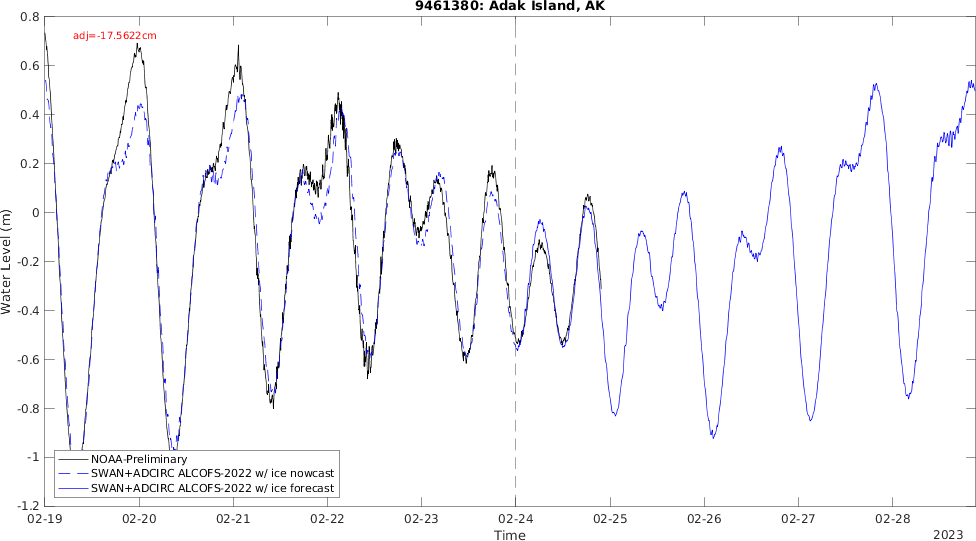 9461380: Adak Island, AK
adj=-17.5622cm
0.8
0.6
0.4
0.2
0
-0.2
-0.4
-0.6
-0.8
-1
-1.2
Water Level (m)
NOAA-Preliminary
SWAN+ADCIRC ALCOFS-2022 w/ ice nowcast
SWAN+ADCIRC ALCOFS-2022 w/ ice forecast
02-19 02-20 02-21 02-22 02-23 02-24 02-25 02-26 02-27 02-28
Time
2023